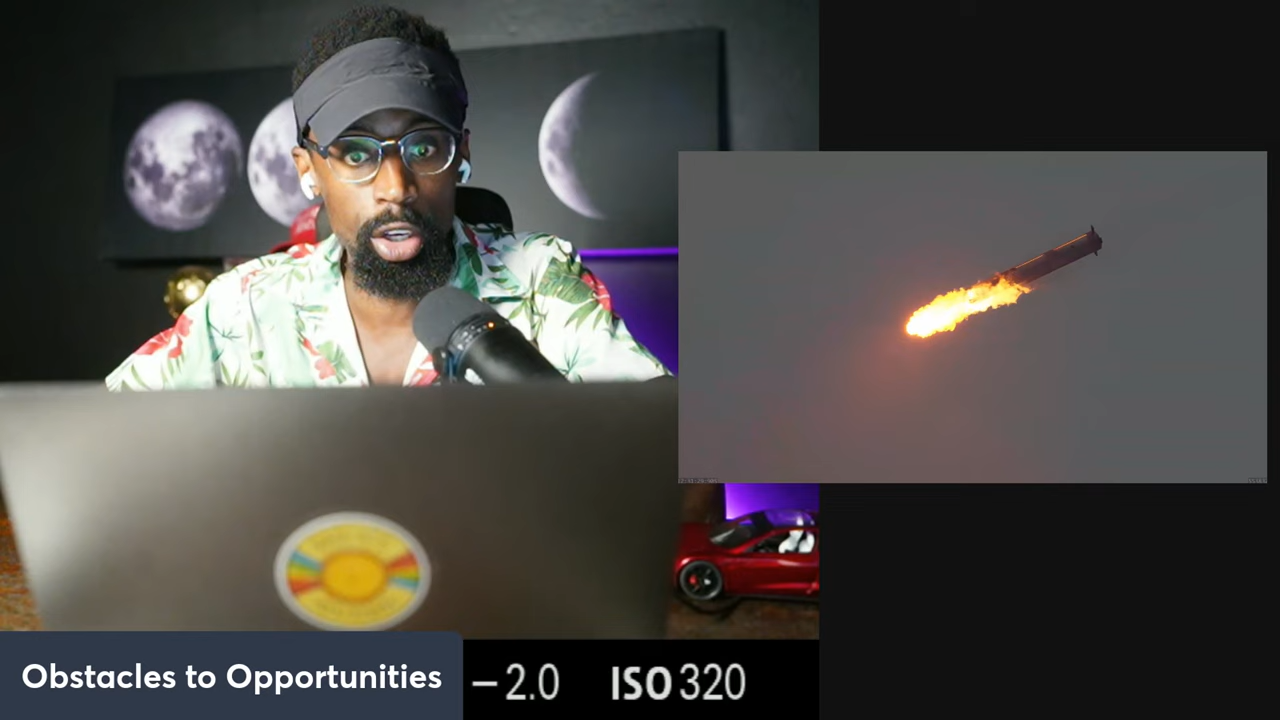 Obstacles to Opportunities
– 2.0 ISO 320